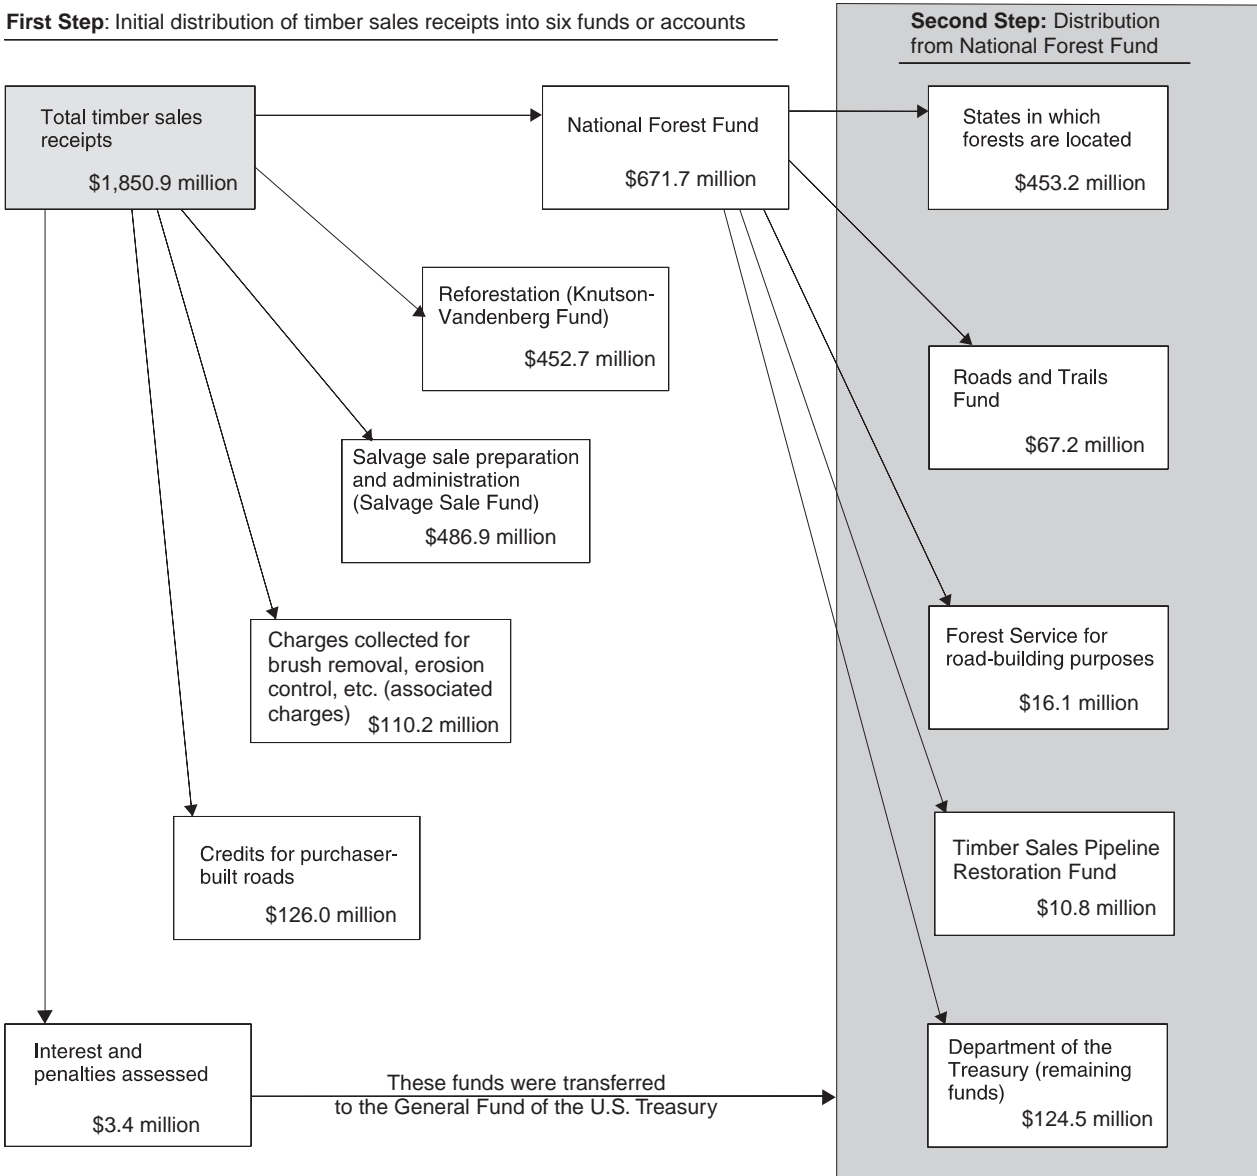 First Step: Initial distribution of timber sales receipts into six funds or accounts
Second Step: Distribution
from National Forest Fund
Total timber sales
receipts
$1,850.9 million
National Forest Fund
$671.7 million
States in which
forests are located
$453.2 million
Reforestation (Knutson-
Vandenberg Fund)
$452.7 million
Roads and Trails
Fund
$67.2 million
Salvage sale preparation
and administration
(Salvage Sale Fund)
$486.9 million
Charges collected for
brush removal, erosion
control, etc. (associated
charges) $110.2 million
Forest Service for
road-building purposes
$16.1 million
Credits for purchaser-
built roads
$126.0 million
Timber Sales Pipeline
Restoration Fund
$10.8 million
Interest and
penalties assessed
$3.4 million
These funds were transferred
to the General Fund of the U.S. Treasury
Department of the
Treasury (remaining
funds)
$124.5 million